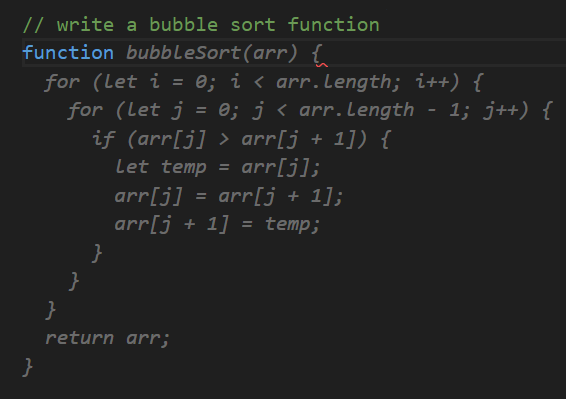 // write a bubble sort function
function bubbleSort(arr) {
  for (let i = 0; i < arr.length; i++) {
    for (let j = 0; j < arr.length - 1; j++) {
      if (arr[j] > arr[j + 1]) {
        let temp = arr[j];
        arr[j] = arr[j + 1];
        arr[j + 1] = temp;
      }
    }
  }
  return arr;
}